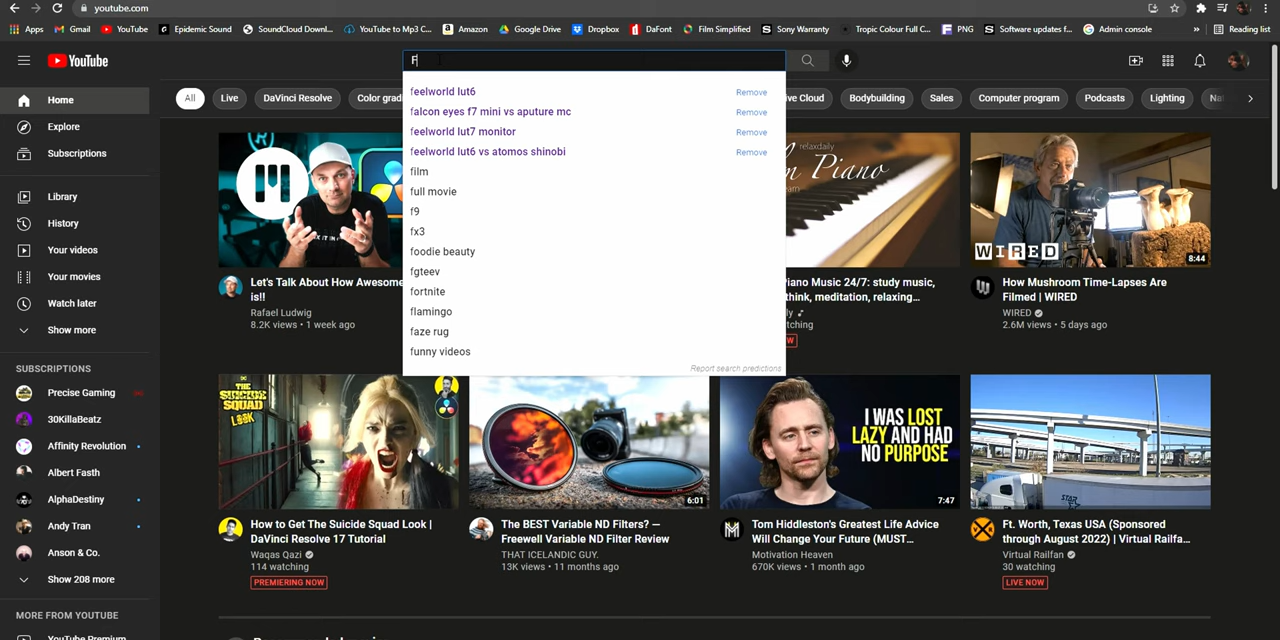 youtube.com
Apps
Gmail
YouTube
Epidemic Sound
SoundCloud Downl...
YouTube to Mp3 C...
Amazon
Google Drive
Dropbox
DaFont
Film Simplified
Sony Warranty
Tropic Colour Full C...
PNG
Software updates f...
Admin console
»
Reading list
YouTube
F
All
Live
DaVinci Resolve
Color gradi
ve Cloud
Bodybuilding
Sales
Computer program
Podcasts
Lighting
Na
feelworld lut6
Remove
falcon eyes f7 mini vs aputure mc
Remove
feelworld lut7 monitor
Remove
feelworld lut6 vs atomos shinobi
Remove
film
full movie
f9
fx3
foodie beauty
fgteev
fortnite
flamingo
faze rug
funny videos
Report search predictions
Home
Explore
Subscriptions
Library
History
Your videos
Your movies
Watch later
Show more
SUBSCRIPTIONS
Precise Gaming
30KillaBeatz
Affinity Revolution
Albert Fasth
AlphaDestiny
Andy Tran
Anson & Co.
Show 208 more
MORE FROM YOUTUBE
YouTube Premium
Let's Talk About How Awesome
is!!
Rafael Ludwig
8.2K views • 1 week ago
relaxdaily
Piano
Piano Music 24/7: study music,
think, meditation, relaxing...
WIRED
8:44
How Mushroom Time-Lapses Are
Filmed | WIRED
WIRED
2.6M views • 5 days ago
THE
SUICIDE
SQUAD
LOOK
How to Get The Suicide Squad Look |
DaVinci Resolve 17 Tutorial
Waqas Qazi
114 watching
PREMIERING NOW
6:01
The BEST Variable ND Filters? —
Freewell Variable ND Filter Review
THAT ICELANDIC GUY.
13K views • 11 months ago
I WAS LOST
LAZY AND HAD
NO PURPOSE
7:47
Tom Hiddleston's Greatest Life Advice
Will Change Your Future (MUST...
Motivation Heaven
670K views • 1 month ago
Ft. Worth, Texas USA (Sponsored
through August 2022) | Virtual Railfa...
Virtual Railfan
30 watching
LIVE NOW